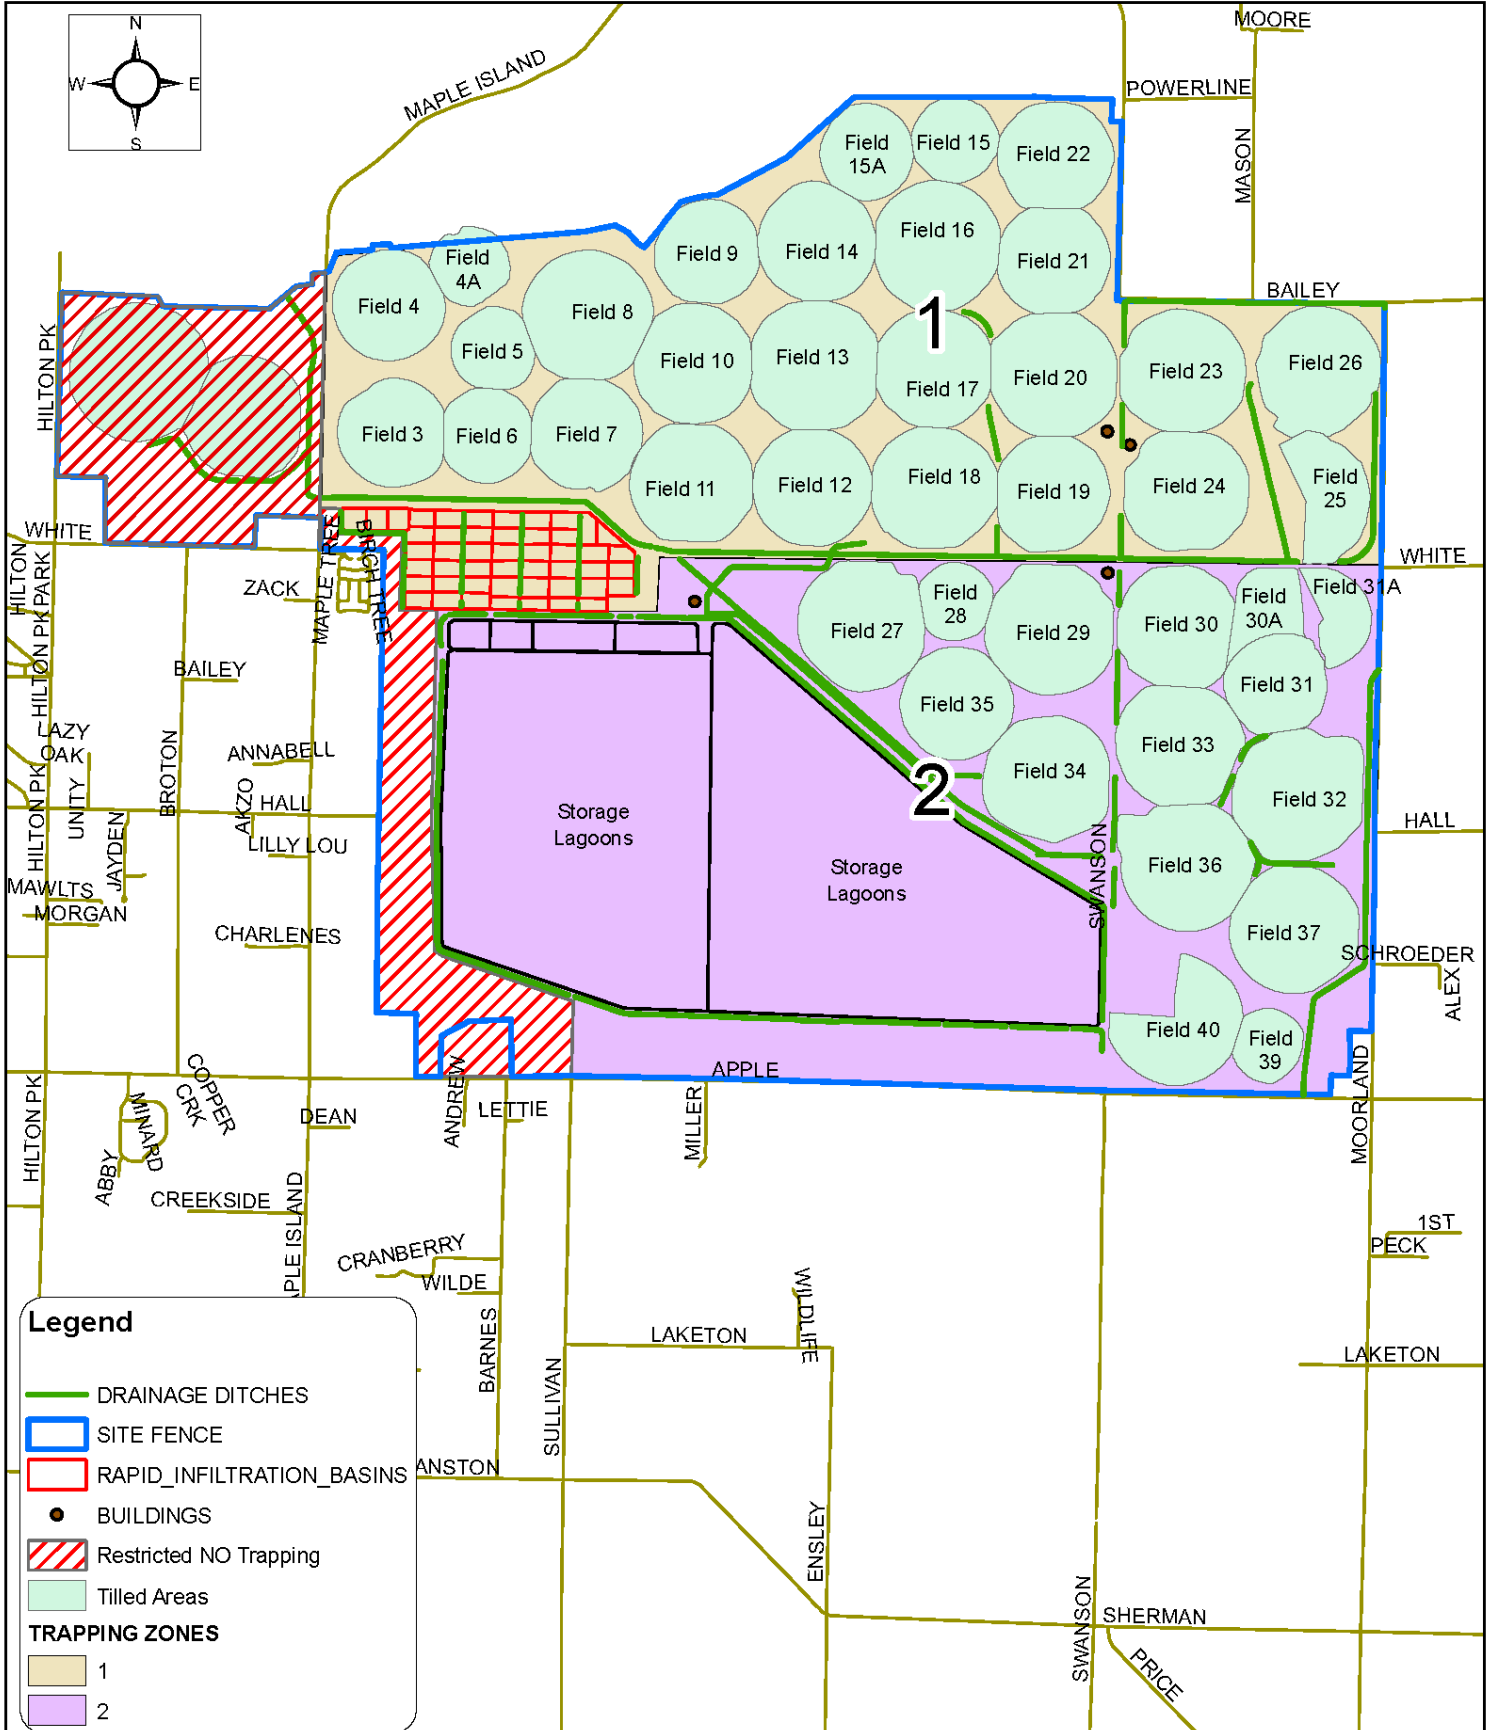 N
W
E
S
MAPLE ISLAND
MOORE
POWERLINE
MASON
BAILEY
Field
15A
Field 15
Field 22
Field 16
Field 14
Field 9
Field 21
Field
4A
Field 4
Field 8
Field 5
1
Field 10
Field 13
Field 17
Field 20
Field 23
Field 26
HILTON PK
Field 3
Field 6
Field 7
Field 11
Field 12
Field 18
Field 19
Field 24
Field
25
WHITE
WHITE
HILTON
HILTON PK
HILTON PARK
MAPLE TREE
BIRCH TREE
ZACK
BAILEY
Field 27
Field
28
Field 29
Field 30
Field
30A
Field 31A
Field 31
Field 35
Field 33
Field 34
Field 32
2
LAZY
OAK
UNITY
BROTON
ANNABELL
AKZO
HALL
LILLY LOU
JAYDEN
MAWLTS
MORGAN
CHARLENES
Storage
Lagoons
Storage
Lagoons
SWANSON
HALL
Field 36
Field 37
SCHROEDER
ALEX
Field 40
Field
39
APPLE
MOORLAND
HILTON PK
COPPER
CRK
MINARD
ABBY
DEAN
ANDREW
LETTIE
MILLER
CREEKSIDE
PLE ISLAND
CRANBERRY
WILDE
BARNES
SULLIVAN
LAKETON
WILDLIFE
1ST
PECK
LAKETON
ANSTON
ENSLEY
SWANSON
SHERMAN
PRICE
Legend
DRAINAGE DITCHES
SITE FENCE
RAPID_INFILTRATION_BASINS
BUILDINGS
Restricted NO Trapping
Tilled Areas
TRAPPING ZONES
1
2